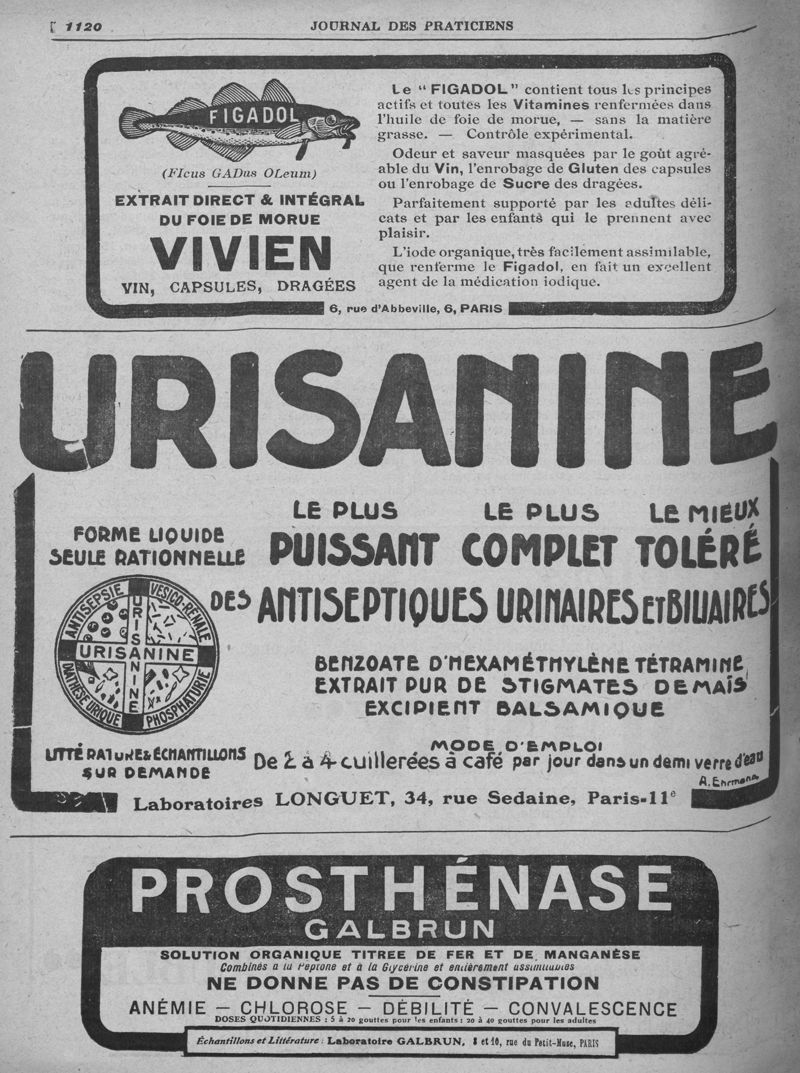 1120
JOURNAL DES PRATICIENS
FIGADOL
(FIcus GADus OLeum)
EXTRAIT DIRECT & INTÉGRAL
DU FOIE DE MORUE
VIVIEN
VIN, CAPSULES, DRAGÉES
Le “ FIGADOL ” contient tous les principes
actifs et toutes les Vitamines renfermées dans
l'huile de foie de morue, — sans la matière
grasse. — Contrôle expérimental.
Odeur et saveur masquées par le goût agré-
able du Vin, l'enrobage de Gluten des capsules
ou l'enrobage de Sucre des dragées.
Parfaitement supporté par les adultes déli-
cats et par les enfants qui le prennent avec
plaisir.
L'iode organique, très facilement assimilable,
que renferme le Figadol, en fait un excellent
agent de la médication iodique.
6, rue d'Abbeville, 6, PARIS
URISANINE
FORME LIQUIDE
SEULE RATIONNELLE
LE PLUS LE PLUS LE MIEUX
PUISSANT COMPLET TOLÉRÉ
DES ANTISEPTIQUES URINAIRES ET BILIAIRES
ANTISEPSIE VESICO-RÉNALE
URISANINE
URISANINE
DIATHÈSE URIQUE PHOSPHATURIE
BENZOATE D'HEXAMÉTHYLÈNE TÉTRAMINE
EXTRAIT PUR DE STIGMATES DE MAÏS
EXCIPIENT BALSAMIQUE
LITTÉRATURE & ÉCHANTILLONS
SUR DEMANDE
MODE D'EMPLOI
De 2 à 4 cuillerées à café par jour dans un demi verre d'eau
A. Ehrmann
Laboratoires LONGUET, 34, rue Sedaine, Paris-11e
PROSTHÉNASE
GALBRUN
SOLUTION ORGANIQUE TITREE DE FER ET DE MANGANÈSE
Combinés à la Peptone et à la Glycérine et entièrement assimilables
NE DONNE PAS DE CONSTIPATION
ANÉMIE — CHLOROSE — DÉBILITÉ — CONVALESCENCE
DOSES QUOTIDIENNES : 5 à 20 gouttes pour les enfants : 20 à 40 gouttes pour les adultes
Échantillons et Littérature : Laboratoire GALBRUN, 8 et 10, rue du Petit-Musc, PARIS